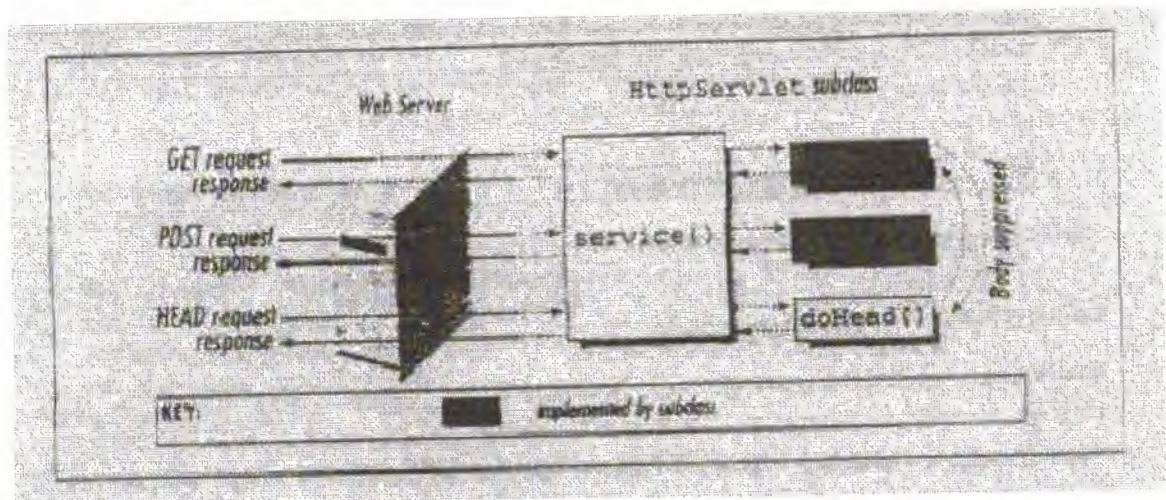 Web Server
HttpServlet subclass
GET request
response
POST request
response
HEAD request
response
service()
doHead()
Body suppressed
KEY:
implemented by subclass